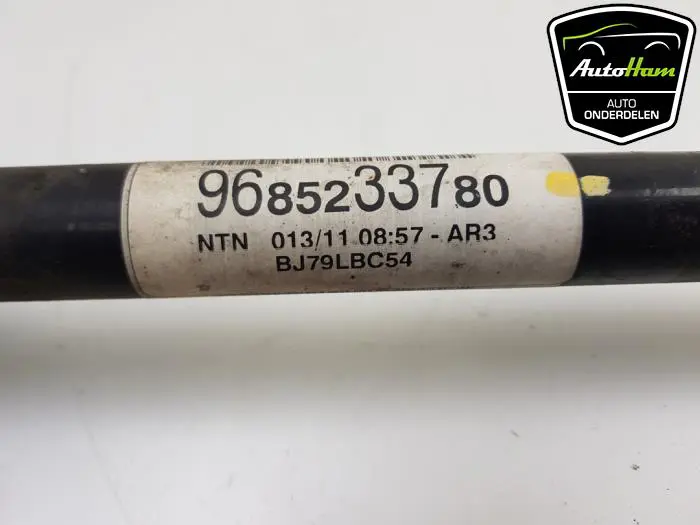 AutoHam
AUTO
ONDERDELEN
9685233780
NTN 013/11 08:57 - AR3
BJ79LBC54